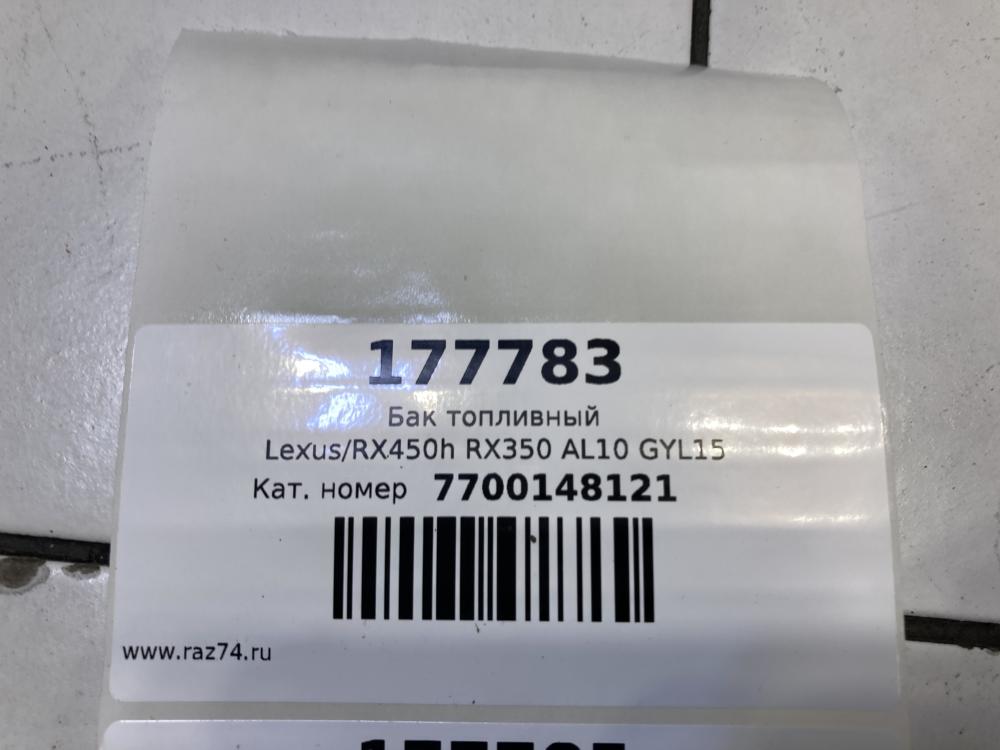 177783
Бак топливный
Lexus/RX450h RX350 AL10 GYL15
Кат. номер 7700148121
www.raz74.ru